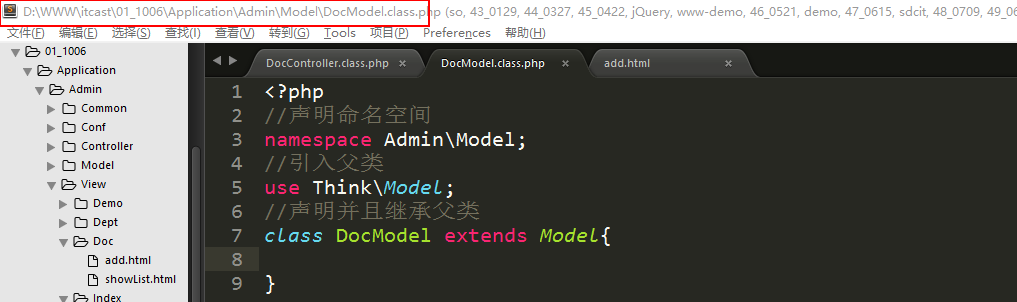 D:\WWW\itcast\01_1006\Application\Admin\Model\DocModel.class.php (so, 43_0129, 44_0327, 45_0422, jQuery, www-demo, 46_0521, demo, 47_0615, sdcit, 48_0709, 49_06
文件(F) 编辑(E) 选择(S) 查找(I) 查看(V) 转到(G) Tools 项目(P) Preferences 帮助(H)
01_1006
Application
Admin
Common
Conf
Controller
Model
View
Demo
Dept
Doc
add.html
showList.html
Index
DocController.class.php × DocModel.class.php × add.html ×
1 <?php
2 //声明命名空间
3 namespace Admin\Model;
4 //引入父类
5 use Think\Model;
6 //声明并且继承父类
7 class DocModel extends Model{
8
9 }